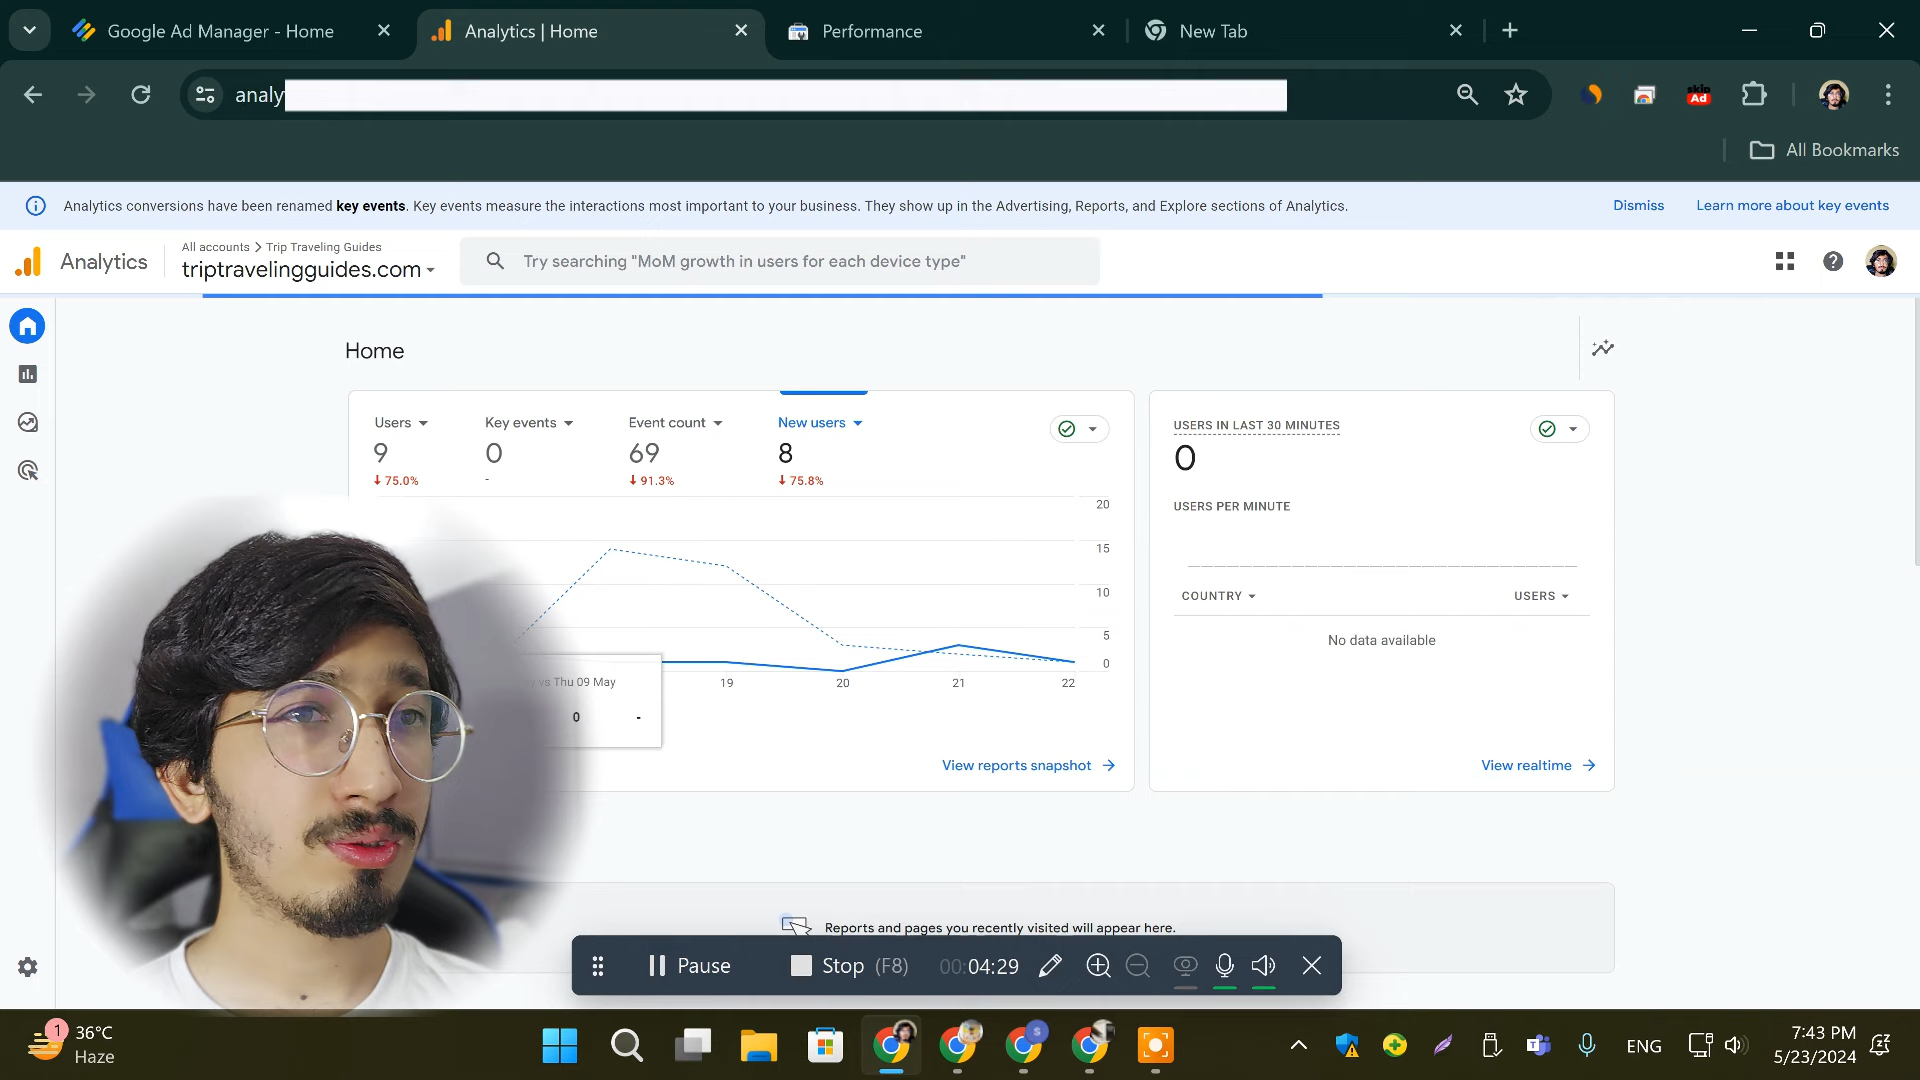 Google Ad Manager - Home
Analytics | Home
Performance
New Tab
analy
skip
Ad
All Bookmarks
Analytics conversions have been renamed key events. Key events measure the interactions most important to your business. They show up in the Advertising, Reports, and Explore sections of Analytics.
Dismiss
Learn more about key events
Analytics
All accounts > Trip Traveling Guides
triptravelingguides.com
Try searching "MoM growth in users for each device type"
Home
Users
Key events
Event count
New users
9
0
69
8
75.0%
-
91.3%
75.8%
20
15
10
5
0
19
20
21
22
y vs Thu 09 May
0
-
View reports snapshot
USERS IN LAST 30 MINUTES
0
USERS PER MINUTE
COUNTRY
USERS
No data available
View realtime
Reports and pages you recently visited will appear here.
Pause
Stop (F8)
00:04:29
1
36°C
Haze
S
T
ENG
7:43 PM
5/23/2024